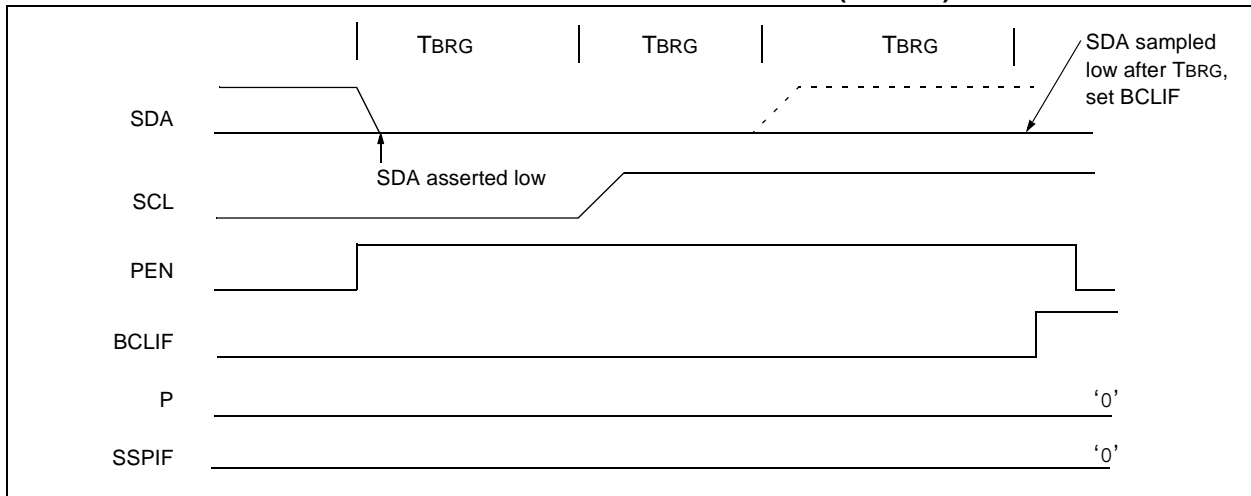 TBRG TBRG TBRG
SDA sampled
low after TBRG,
set BCLIF
SDA
SDA asserted low
SCL
PEN
BCLIF
P
‘0’
SSPIF
‘0’